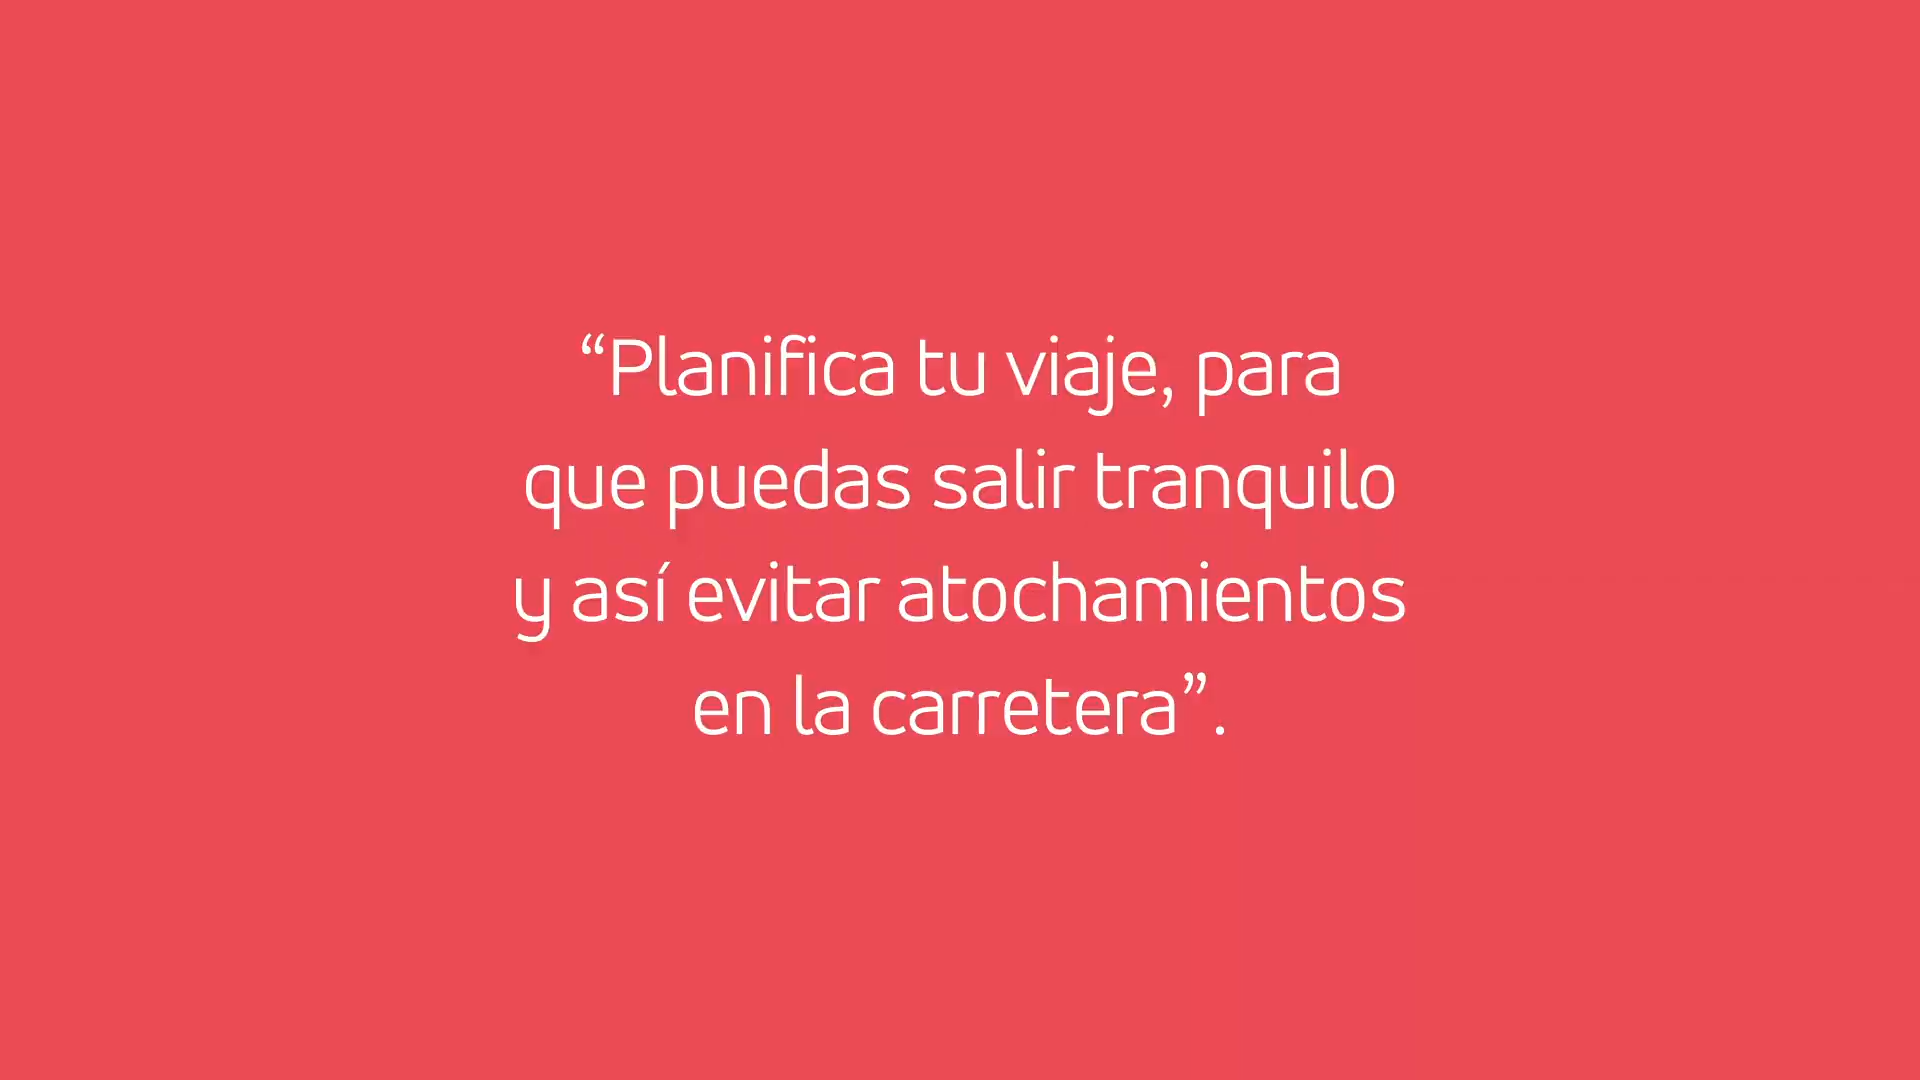 “Planifica tu viaje, para
que puedas salir tranquilo
y así evitar atochamientos
en la carretera”.